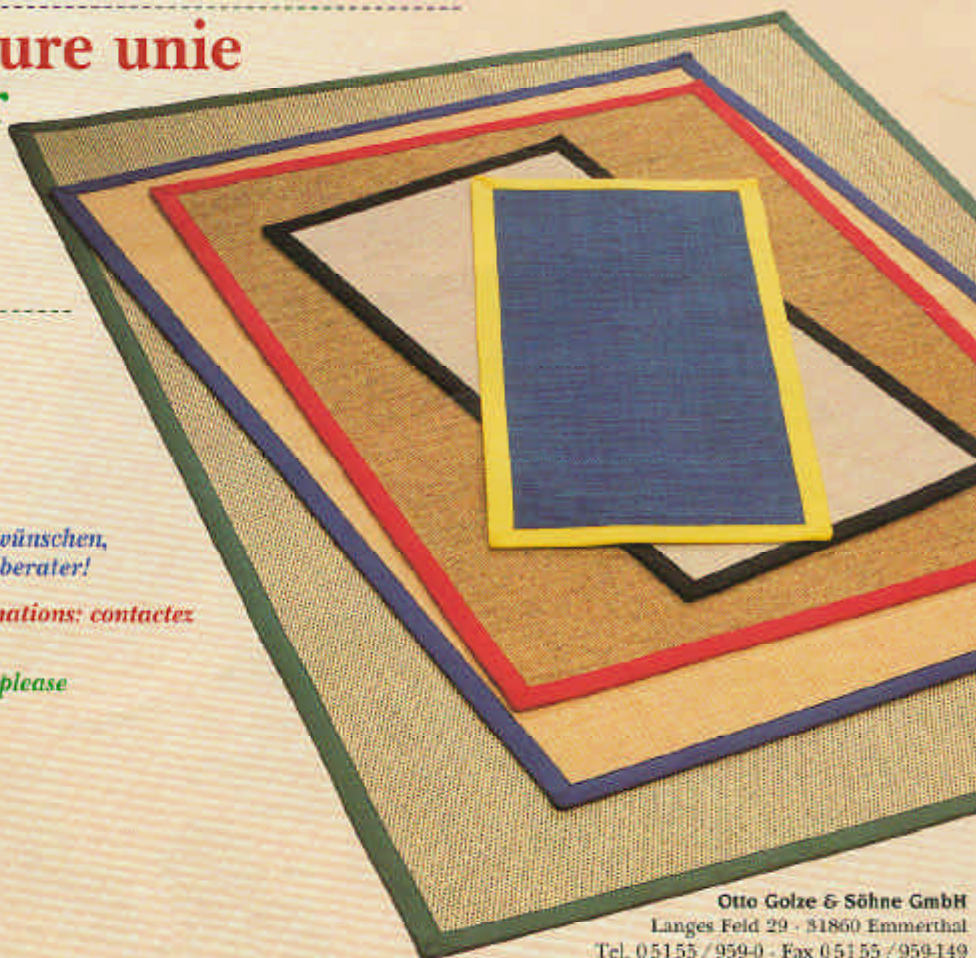 ure unie
r
wünschen,
berater!
nations: contactez
please
Otto Golze & Söhne GmbH
Langes Feld 29 - 31860 Emmerthal
Tel. 05155 / 959-0 - Fax 05155 / 959-149